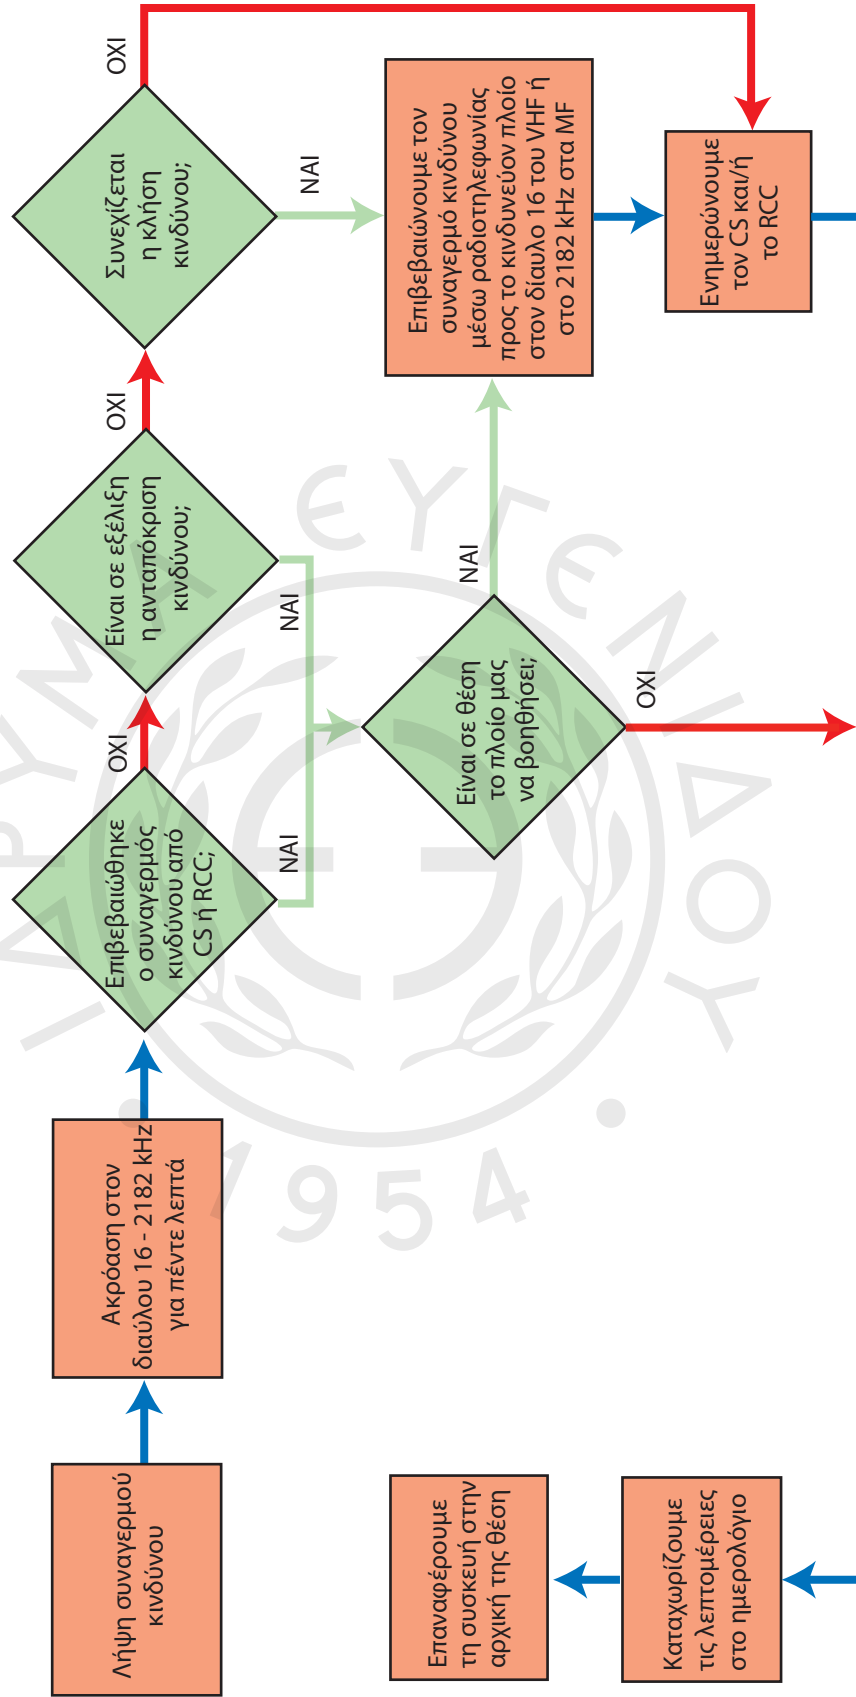 Λήψη συναγερμού
κινδύνου
Ακρόαση στον
διαύλου 16 - 2182 kHz
για πέντε λεπτά
Επιβεβαιώθηκε
ο συναγερμός
κινδύνου από
CS ή RCC;
ΟΧΙ
ΝΑΙ
Είναι σε εξέλιξη
η ανταπόκριση
κινδύνου;
ΟΧΙ
ΝΑΙ
Συνεχίζεται
η κλήση
κινδύνου;
ΟΧΙ
ΝΑΙ
Είναι σε θέση
το πλοίο μας
να βοηθήσει;
ΝΑΙ
ΟΧΙ
Επιβεβαιώνουμε τον
συναγερμό κινδύνου
μέσω ραδιοτηλεφωνίας
προς το κινδυνεύον πλοίο
στον δίαυλο 16 του VHF ή
στο 2182 kHz στα MF
Ενημερώνουμε
τον CS και/ή
το RCC
Καταχωρίζουμε
τις λεπτομέρειες
στο ημερολόγιο
Επαναφέρουμε
τη συσκευή στην
αρχική της θέση
ΙΔΡΥΜΑ ΕΥΓΕΝΙΔΟΥ
• 1954 •